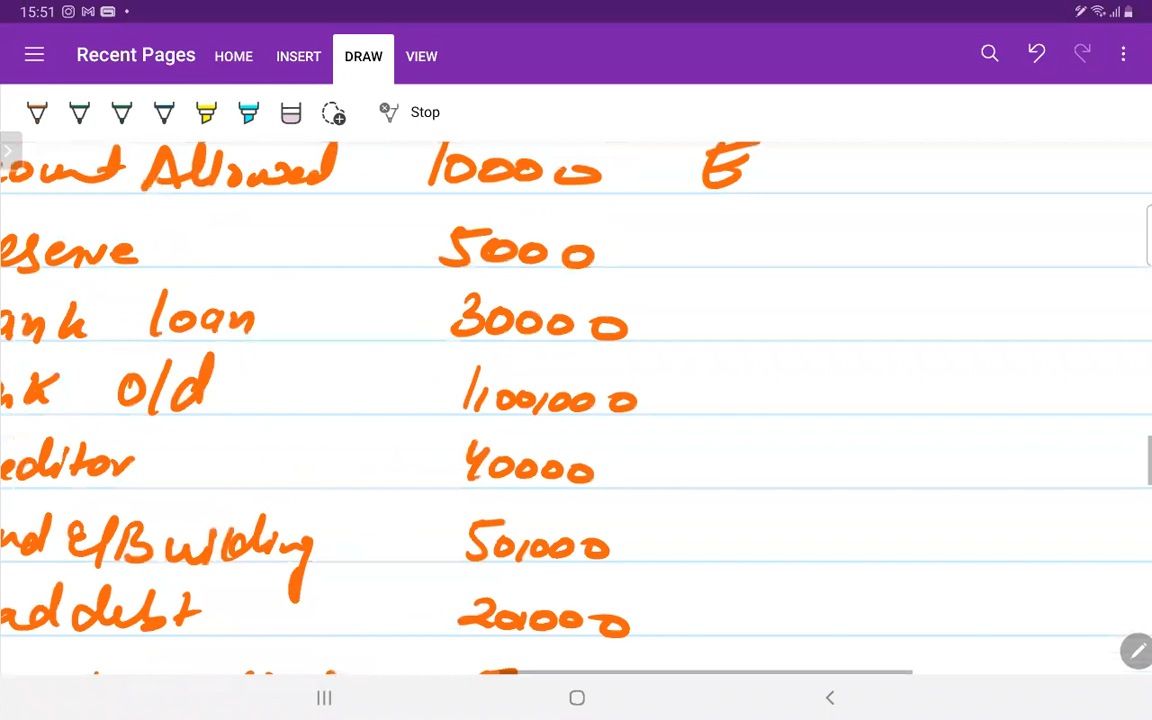 15:51
Recent Pages HOME INSERT DRAW VIEW
Stop
count Allowed 10000 E
eserve 5000
ank loan 30000
nk o/d 1,00,000
editor 40000
nd & Building 50,000
ad debt 20,000